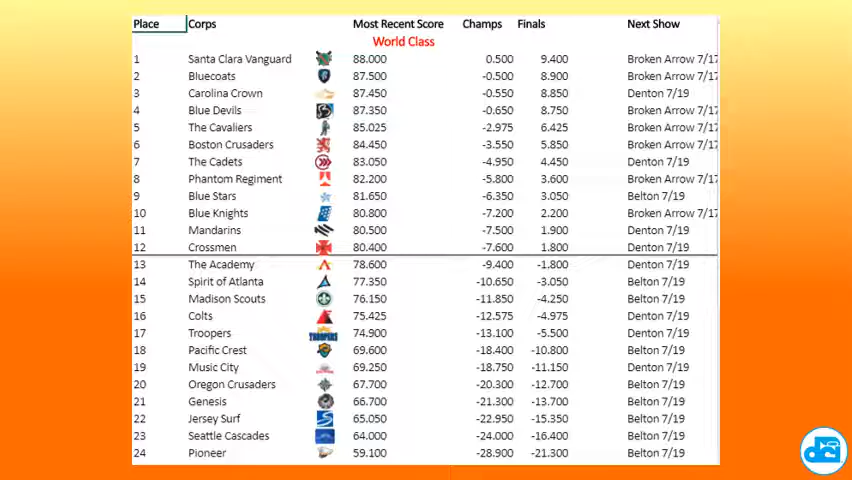 Place Corps Most Recent Score Champs Finals Next Show
World Class
1 Santa Clara Vanguard 88.000 0.500 9.400 Broken Arrow 7/17
2 Bluecoats 87.500 -0.500 8.900 Broken Arrow 7/17
3 Carolina Crown 87.450 -0.550 8.850 Denton 7/19
4 Blue Devils 87.350 -0.650 8.750 Broken Arrow 7/17
5 The Cavaliers 85.025 -2.975 6.425 Broken Arrow 7/17
6 Boston Crusaders 84.450 -3.550 5.850 Broken Arrow 7/17
7 The Cadets 83.050 -4.950 4.450 Denton 7/19
8 Phantom Regiment 82.200 -5.800 3.600 Broken Arrow 7/17
9 Blue Stars 81.650 -6.350 3.050 Belton 7/19
10 Blue Knights 80.800 -7.200 2.200 Broken Arrow 7/17
11 Mandarins 80.500 -7.500 1.900 Denton 7/19
12 Crossmen 80.400 -7.600 1.800 Denton 7/19
13 The Academy 78.600 -9.400 -1.800 Denton 7/19
14 Spirit of Atlanta 77.350 -10.650 -3.050 Belton 7/19
15 Madison Scouts 76.150 -11.850 -4.250 Belton 7/19
16 Colts 75.425 -12.575 -4.975 Denton 7/19
17 Troopers TROOPERS 74.900 -13.100 -5.500 Denton 7/19
18 Pacific Crest 69.600 -18.400 -10.800 Belton 7/19
19 Music City 69.250 -18.750 -11.150 Denton 7/19
20 Oregon Crusaders 67.700 -20.300 -12.700 Belton 7/19
21 Genesis 66.700 -21.300 -13.700 Belton 7/19
22 Jersey Surf 65.050 -22.950 -15.350 Belton 7/19
23 Seattle Cascades 64.000 -24.000 -16.400 Belton 7/19
24 Pioneer 59.100 -28.900 -21.300 Belton 7/19